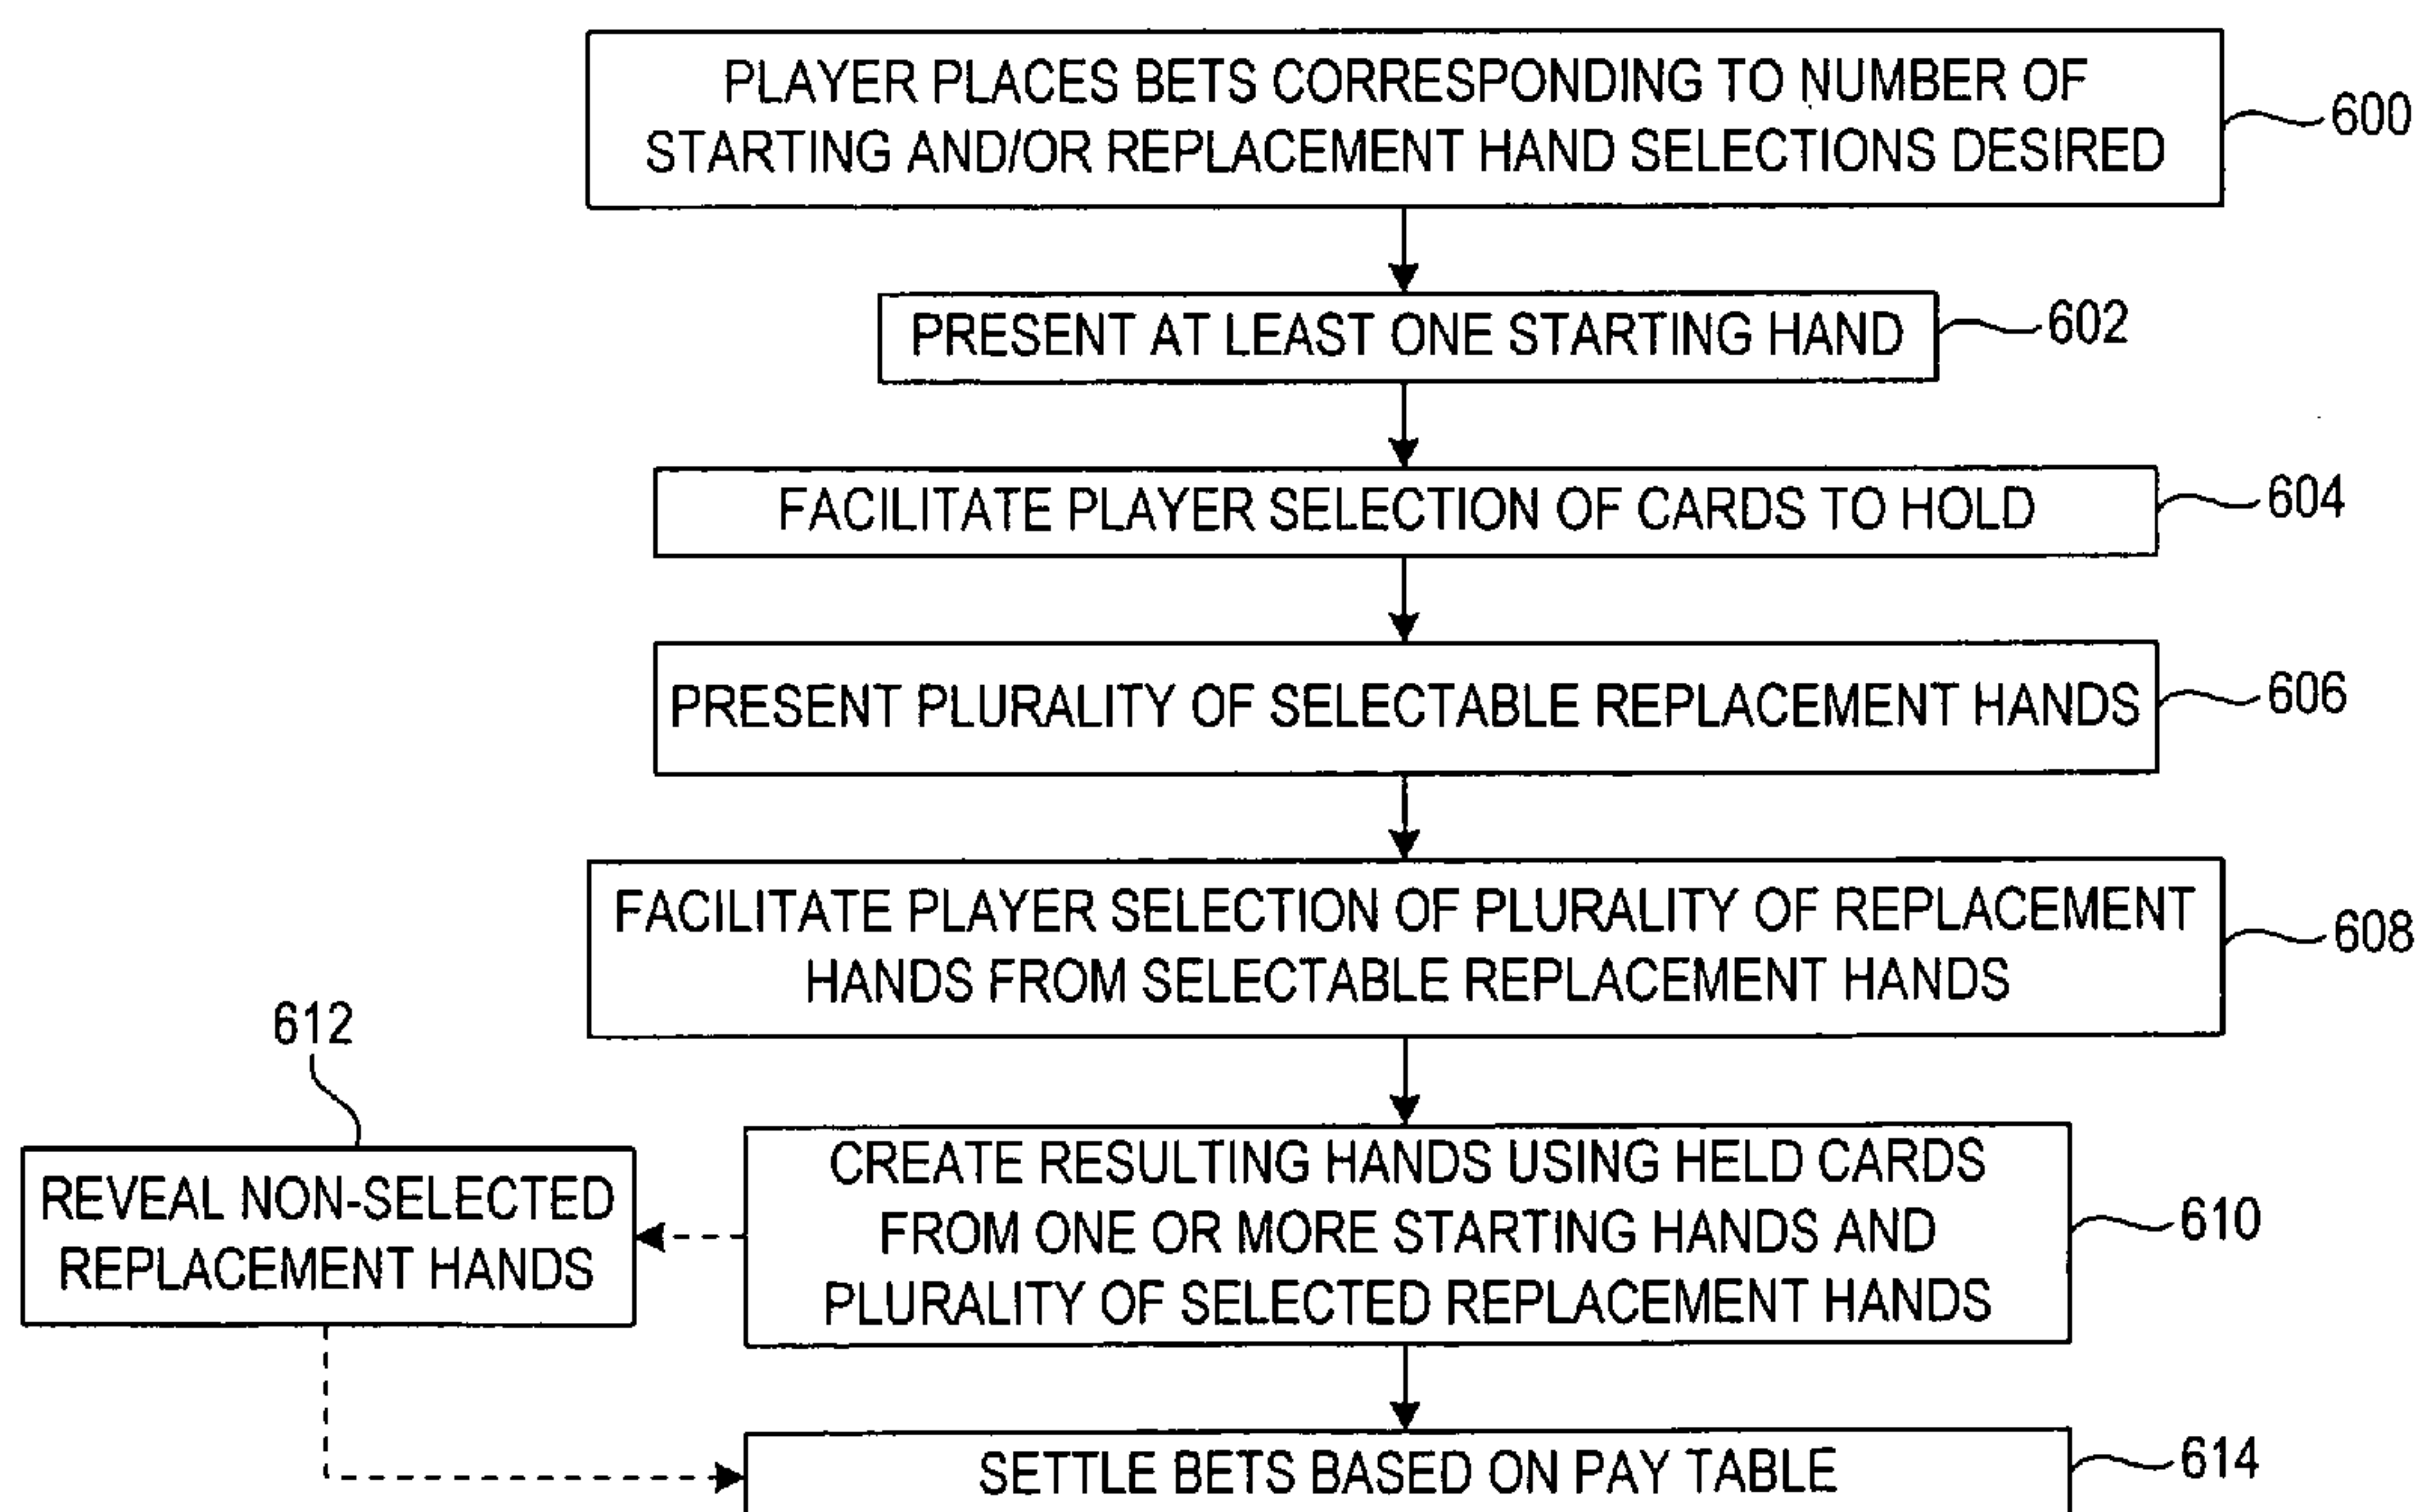 PLAYER PLACES BETS CORRESPONDING TO NUMBER OF
STARTING AND/OR REPLACEMENT HAND SELECTIONS DESIRED
600
PRESENT AT LEAST ONE STARTING HAND
602
FACILITATE PLAYER SELECTION OF CARDS TO HOLD
604
PRESENT PLURALITY OF SELECTABLE REPLACEMENT HANDS
606
FACILITATE PLAYER SELECTION OF PLURALITY OF REPLACEMENT
HANDS FROM SELECTABLE REPLACEMENT HANDS
608
612
REVEAL NON-SELECTED
REPLACEMENT HANDS
CREATE RESULTING HANDS USING HELD CARDS
FROM ONE OR MORE STARTING HANDS AND
PLURALITY OF SELECTED REPLACEMENT HANDS
610
SETTLE BETS BASED ON PAY TABLE
614